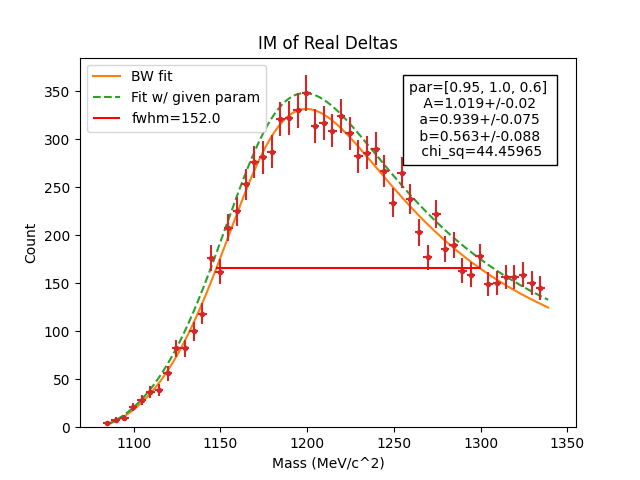 IM of Real Deltas
BW fit
Fit w/ given param
fwhm=152.0
par=[0.95, 1.0, 0.6]
A=1.019+/-0.02
a=0.939+/-0.075
b=0.563+/-0.088
chi_sq=44.45965
Count
350
300
250
200
150
100
50
0
1100 1150 1200 1250 1300 1350
Mass (MeV/c^2)